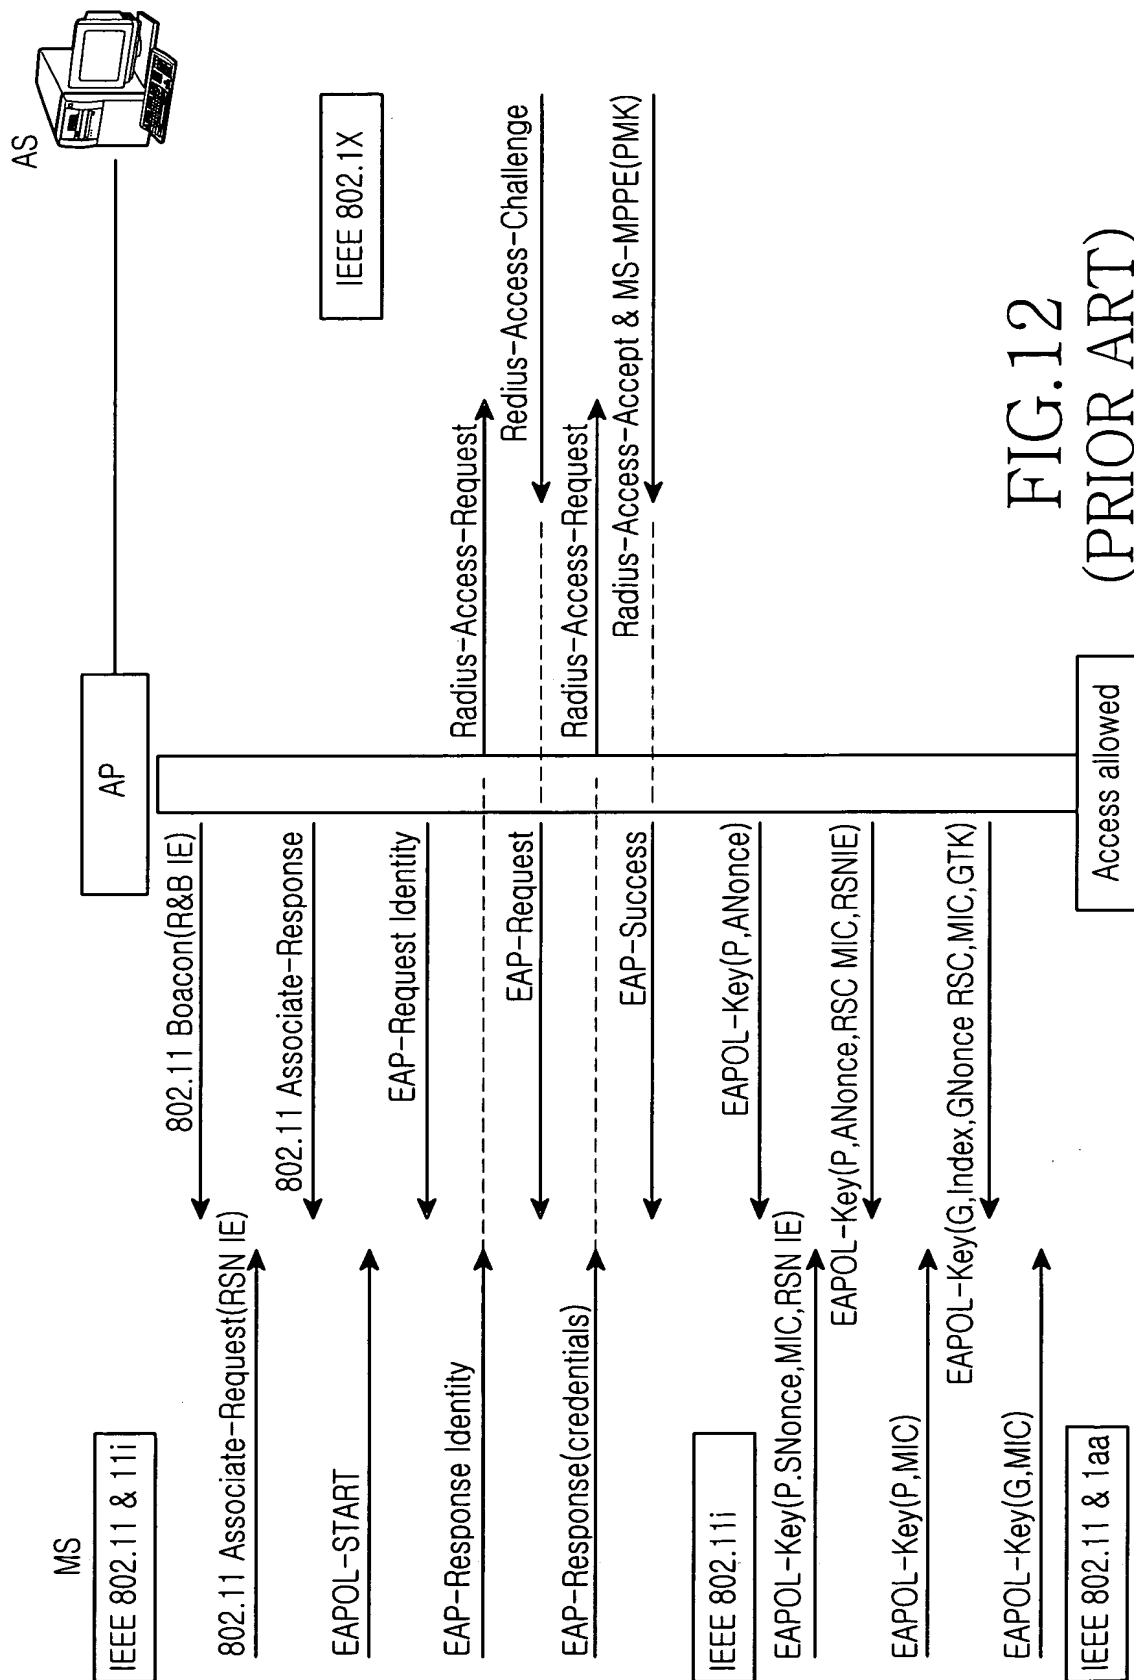 MS
AP
AS
IEEE 802.11 & 11i
802.11 Boacon(R&B IE)
802.11 Associate-Request(RSN IE)
802.11 Associate-Response
IEEE 802.1X
EAPOL-START
EAP-Request Identity
EAP-Response Identity
Radius-Access-Request
EAP-Request
Redius-Access-Challenge
EAP-Response(credentials)
Radius-Access-Request
EAP-Success
Radius-Access-Accept & MS-MPPE(PMK)
IEEE 802.11i
EAPOL-Key(P,ANonce)
EAPOL-Key(P.SNonce,MIC,RSN IE)
EAPOL-Key(P,ANonce,RSC MIC,RSNIE)
EAPOL-Key(P,MIC)
EAPOL-Key(G,Index,GNonce RSC,MIC,GTK)
EAPOL-Key(G,MIC)
IEEE 802.11 & 1aa
Access allowed
FIG.12
(PRIOR ART)